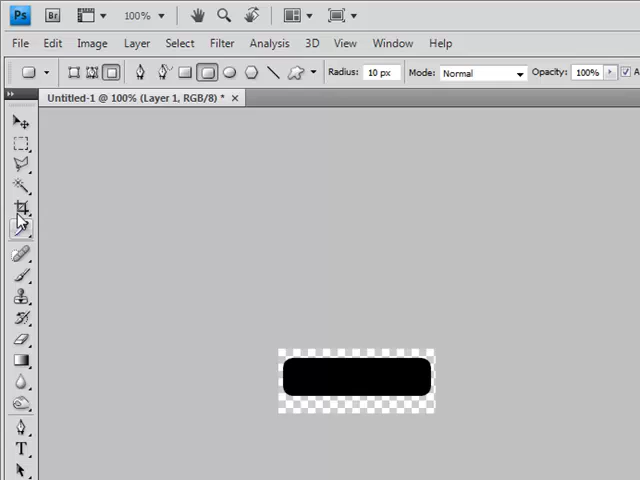 Ps Br 100%
File Edit Image Layer Select Filter Analysis 3D View Window Help
Radius: 10 px Mode: Normal Opacity: 100% A
Untitled-1 @ 100% (Layer 1, RGB/8) * ×
T